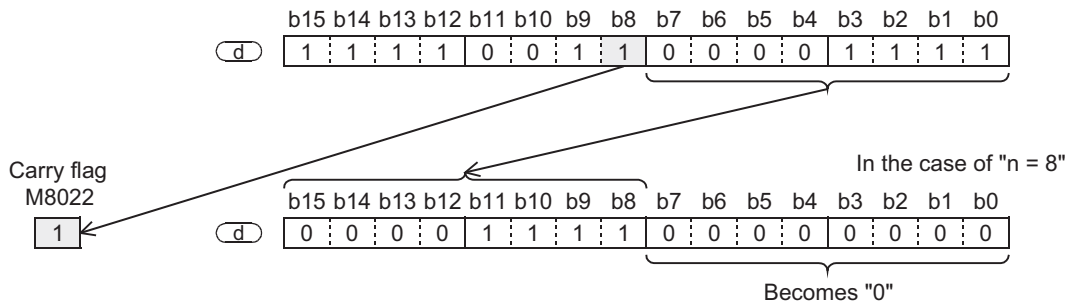 b15 b14 b13 b12 b11 b10 b9 b8 b7 b6 b5 b4 b3 b2 b1 b0
d 1 1 1 1 0 0 1 1 0 0 0 0 1 1 1 1
Carry flag
M8022
In the case of "n = 8"
b15 b14 b13 b12 b11 b10 b9 b8 b7 b6 b5 b4 b3 b2 b1 b0
1 d 0 0 0 0 1 1 1 1 0 0 0 0 0 0 0 0
Becomes "0"